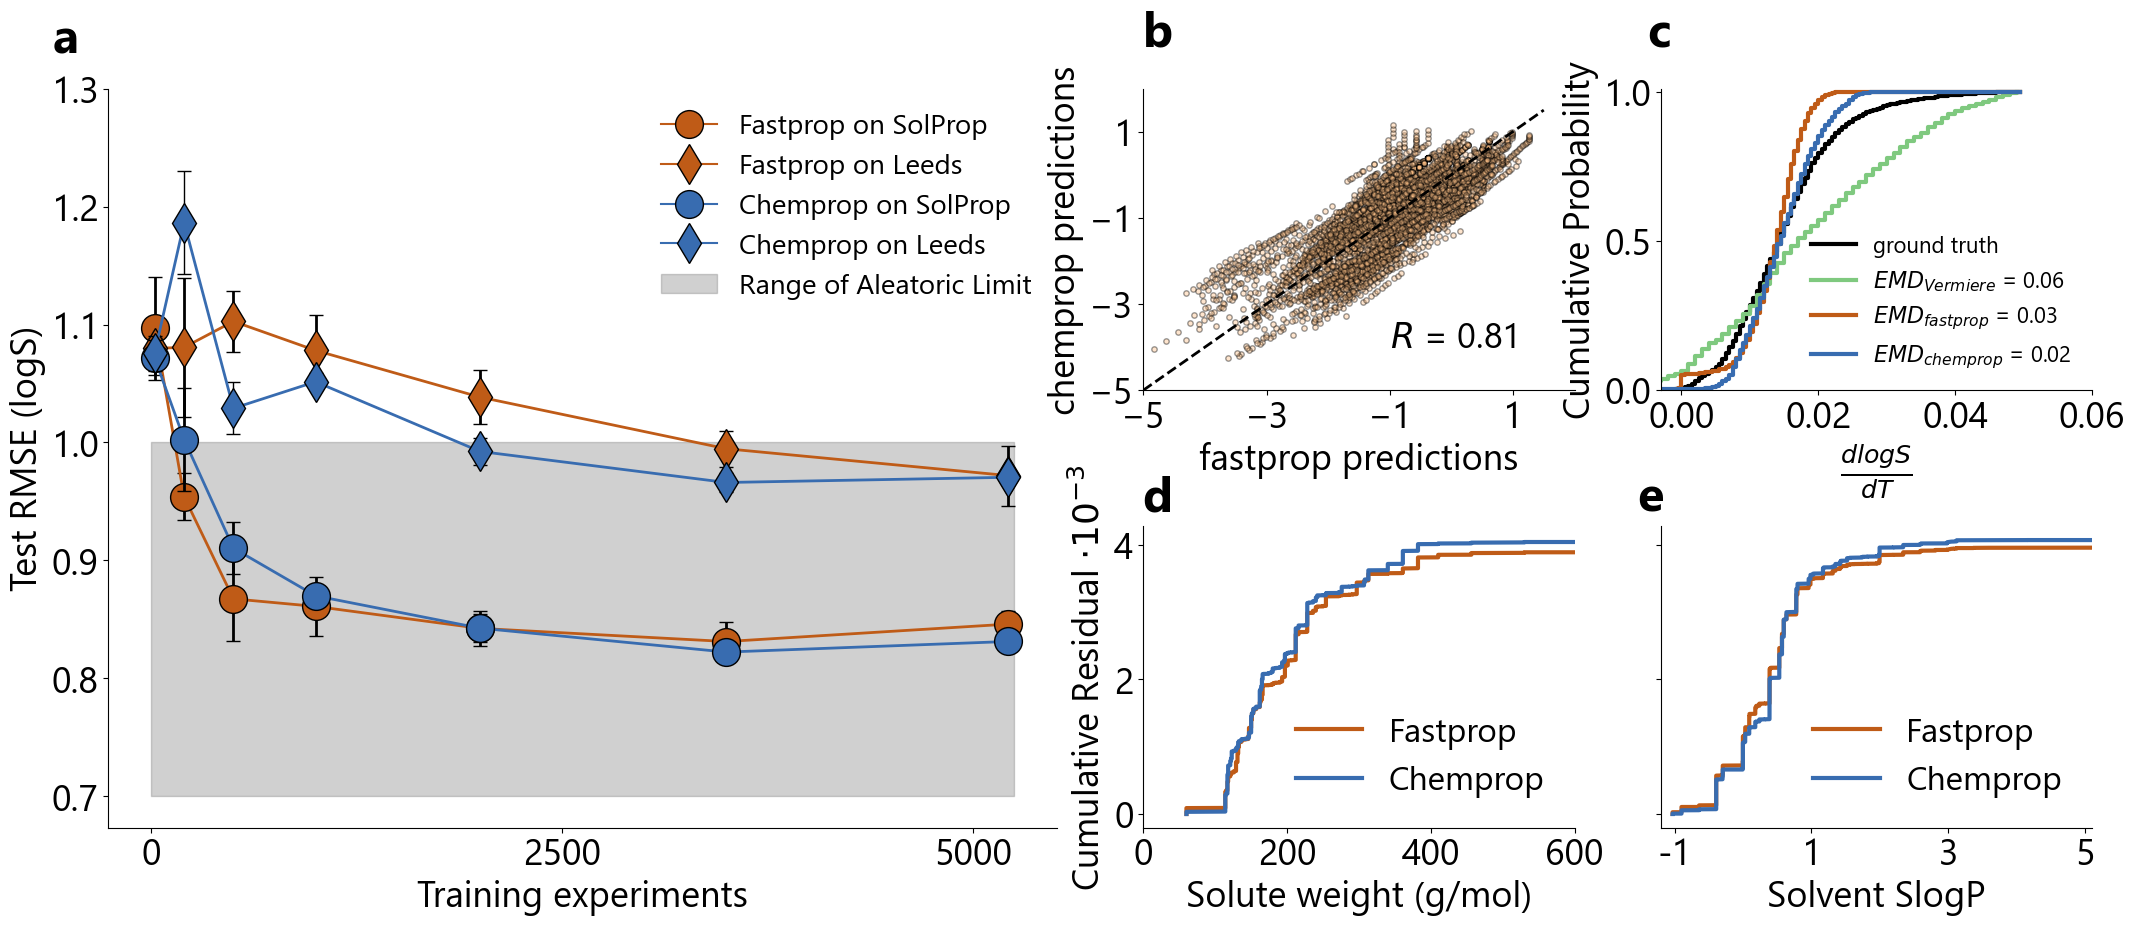 a
1.3
1.2
1.1
1.0
0.9
0.8
0.7
Test RMSE (logS)
0
2500
5000
Training experiments
Fastprop on SolProp
Fastprop on Leeds
Chemprop on SolProp
Chemprop on Leeds
Range of Aleatoric Limit
b
chemprop predictions
1
−1
−3
−5
−5
−3
−1
1
fastprop predictions
R = 0.81
c
Cumulative Probability
1.0
0.5
0.0
0.00
0.02
0.04
0.06
dlogS
dT
ground truth
EMD_Vermiere = 0.06
EMD_fastprop = 0.03
EMD_chemprop = 0.02
d
Cumulative Residual ·10⁻³
4
2
0
0
200
400
600
Solute weight (g/mol)
Fastprop
Chemprop
e
-1
1
3
5
Solvent SlogP
Fastprop
Chemprop